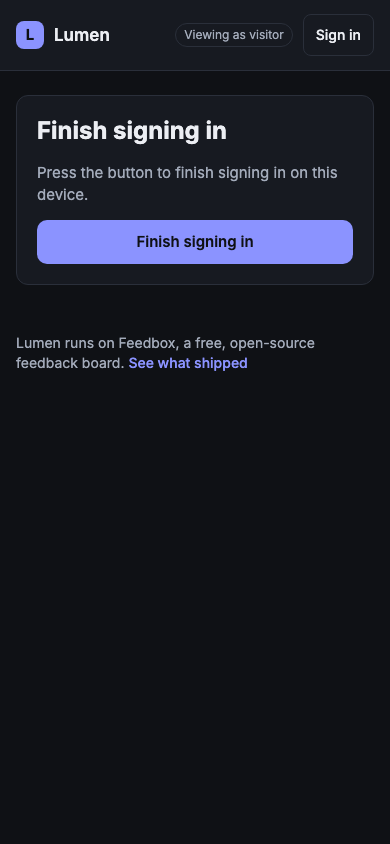 L
Lumen
Viewing as visitor
Sign in
Finish signing in
Press the button to finish signing in on this
device.
Finish signing in
Lumen runs on Feedbox, a free, open-source
feedback board. See what shipped